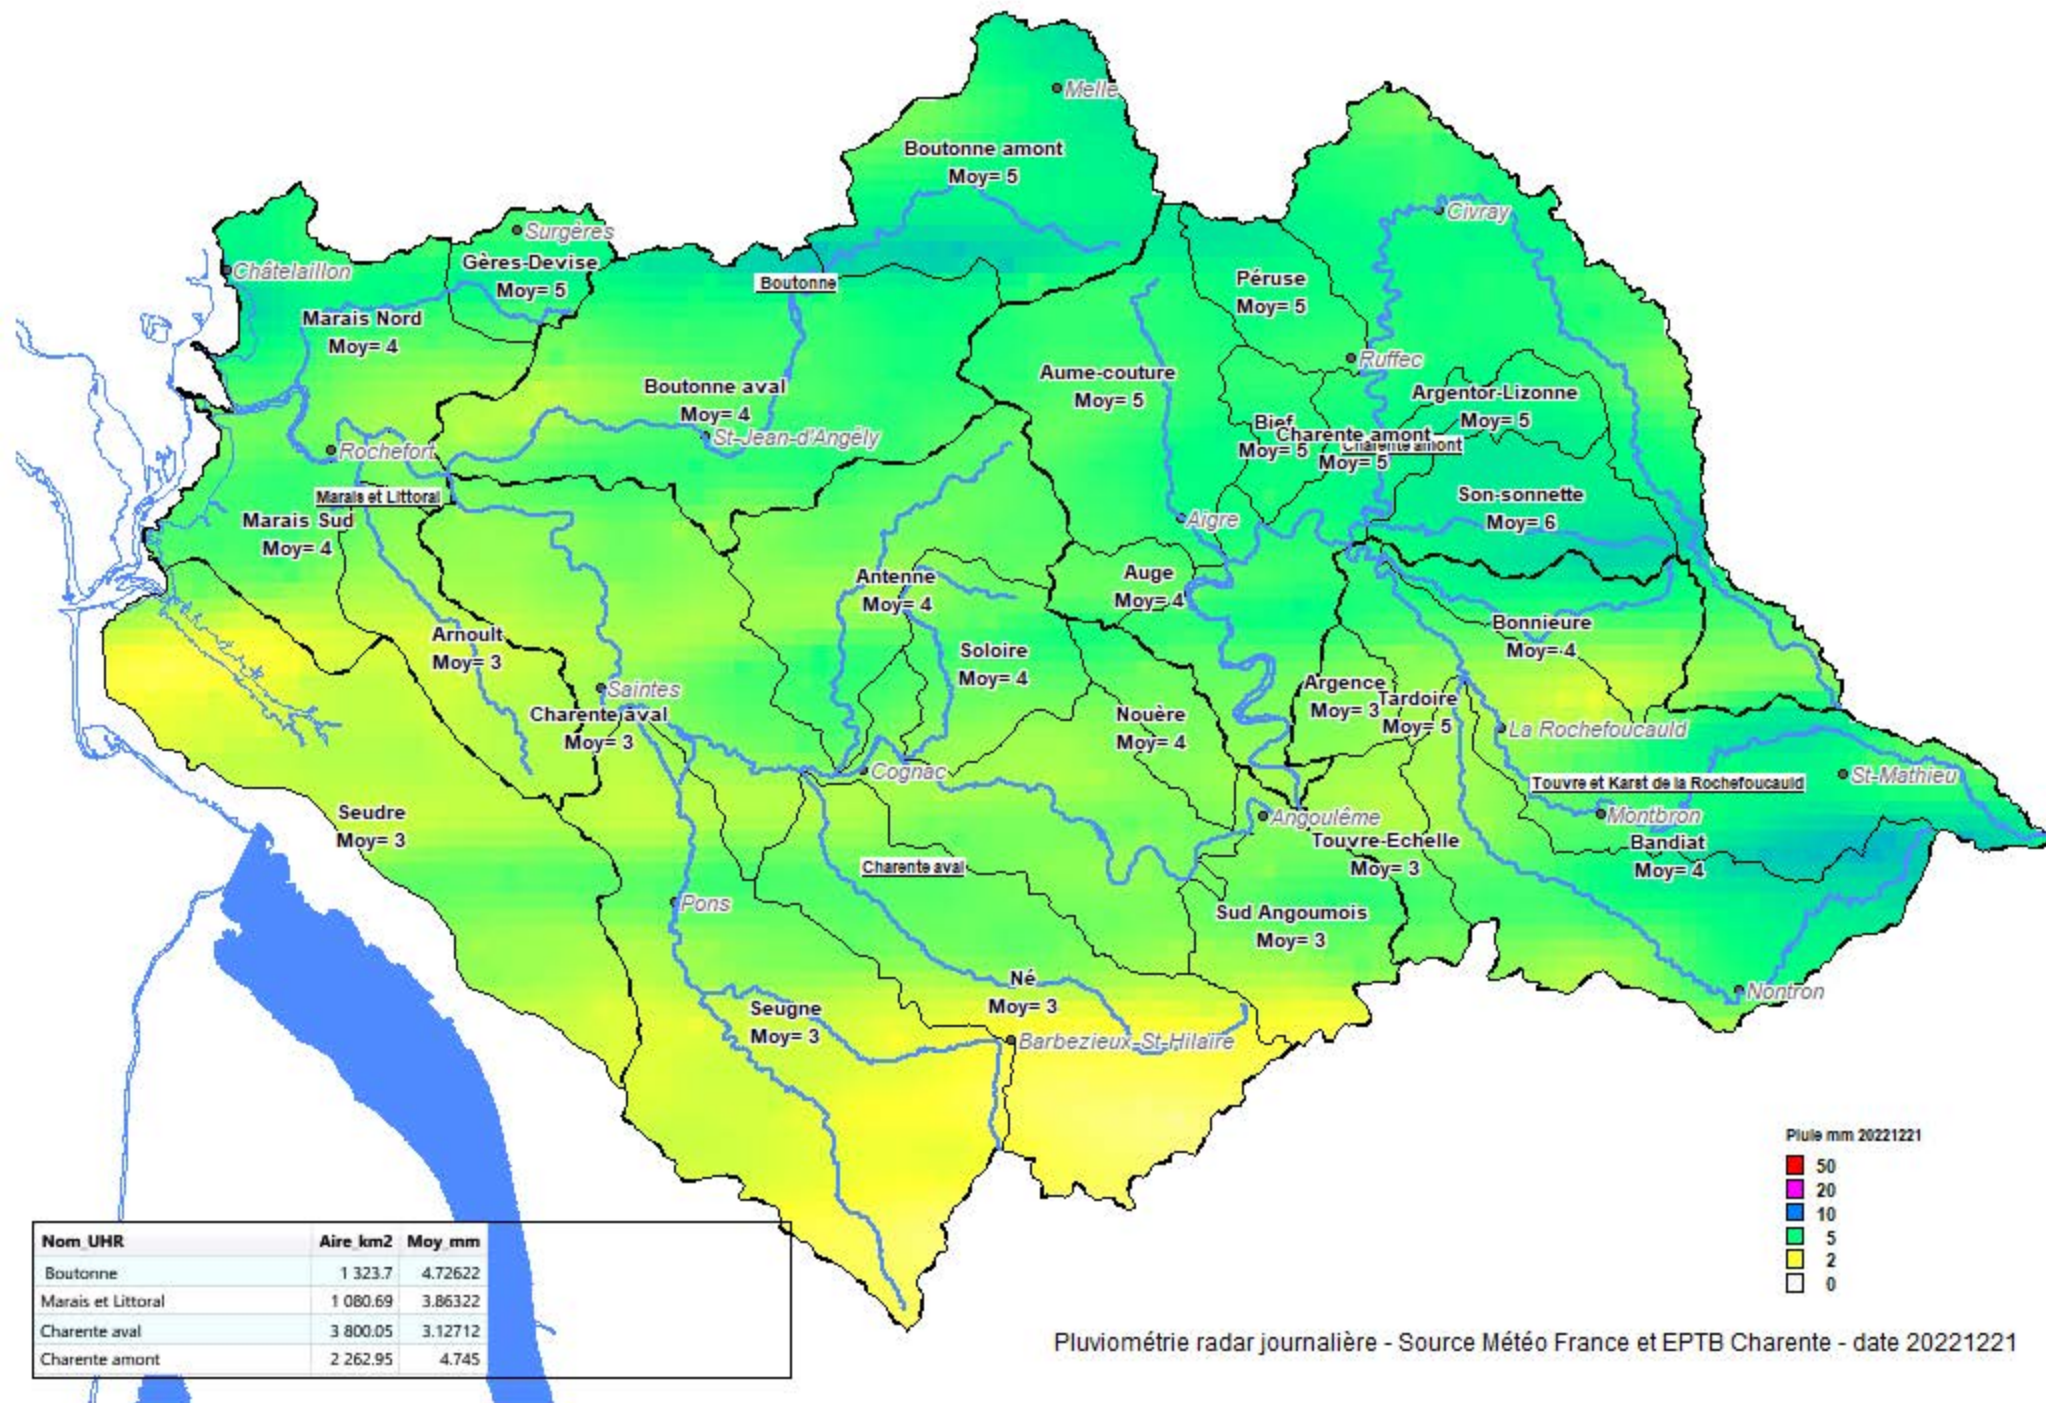 Melle
Boutonne amont
Moy= 5
Civray
Surgères
Châtelaillon
Gères-Devise
Moy= 5
Boutonne
Péruse
Moy= 5
Marais Nord
Moy= 4
Ruffec
Boutonne aval
Moy= 4
Aume-couture
Moy= 5
Argentor-Lizonne
Moy= 5
St-Jean-d'Angély
Bief
Moy= 5
Charente amont
Moy= 5
Charente amont
Rochefort
Marais et Littoral
Marais Sud
Moy= 4
Son-sonnette
Moy= 6
Aigre
Antenne
Moy= 4
Auge
Moy= 4
Arnoult
Moy= 3
Bonnieure
Moy= 4
Soloire
Moy= 4
Saintes
Charente aval
Moy= 3
Nouère
Moy= 4
Argence
Moy= 3
Tardoire
Moy= 5
La Rochefoucauld
Cognac
Touvre et Karst de la Rochefoucauld
St-Mathieu
Seudre
Moy= 3
Angoulême
Montbron
Touvre-Echelle
Moy= 3
Bandiat
Moy= 4
Charente aval
Pons
Sud Angoumois
Moy= 3
Né
Moy= 3
Nontron
Seugne
Moy= 3
Barbezieux-St-Hilaire
Pluie mm 20221221
50
20
10
5
2
0
Nom_UHR Aire_km2 Moy_mm
Boutonne 1 323.7 4.72622
Marais et Littoral 1 080.69 3.86322
Charente aval 3 800.05 3.12712
Charente amont 2 262.95 4.745
Pluviométrie radar journalière - Source Météo France et EPTB Charente - date 20221221